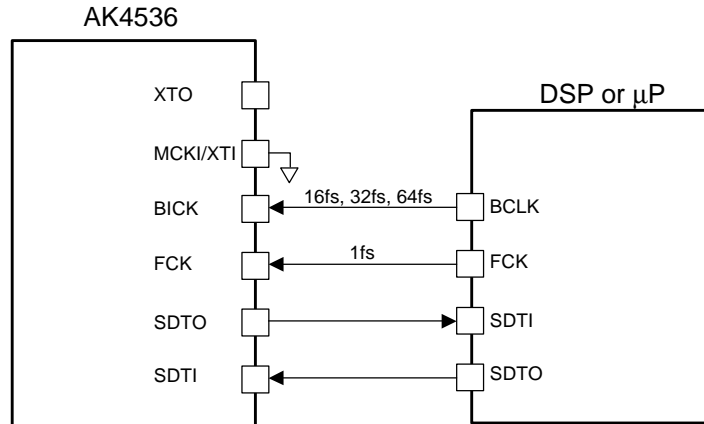 AK4536
DSP or μP
XTO
MCKI/XTI
BICK
16fs, 32fs, 64fs
BCLK
FCK
1fs
FCK
SDTO
SDTI
SDTI
SDTO